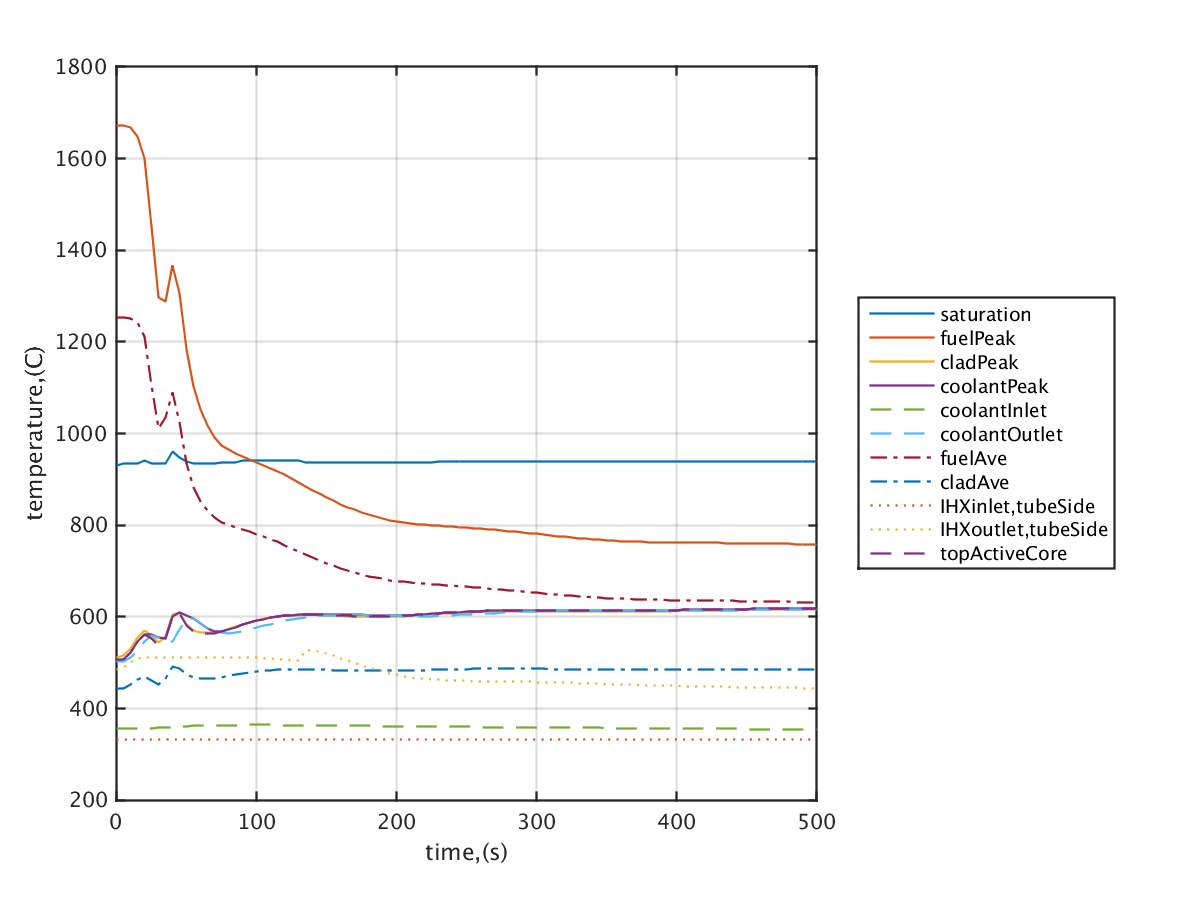 1800
1600
1400
1200
1000
800
600
400
200
temperature,(C)
0 100 200 300 400 500
time,(s)
saturation
fuelPeak
cladPeak
coolantPeak
coolantInlet
coolantOutlet
fuelAve
cladAve
IHXinlet,tubeSide
IHXoutlet,tubeSide
topActiveCore